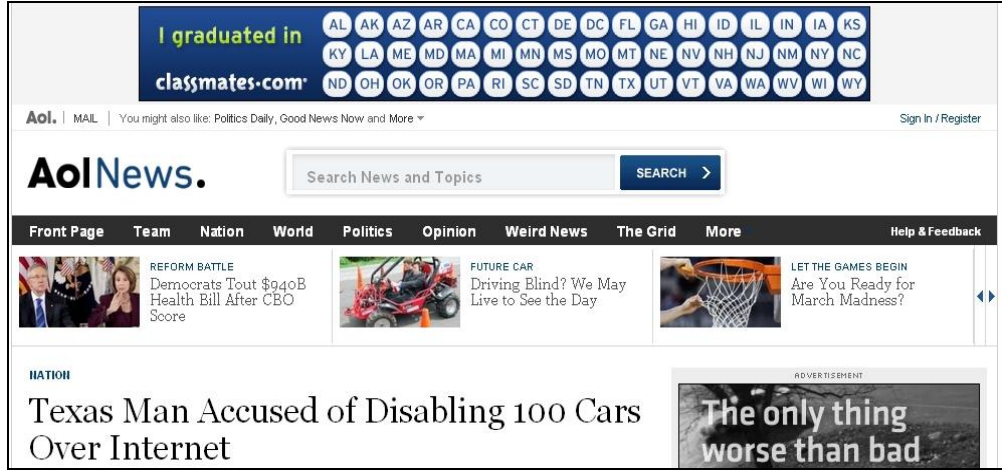 I graduated in
classmates.com
AL AK AZ AR CA CO CT DE DC FL GA HI ID IL IN IA KS
KY LA ME MD MA MI MN MS MO MT NE NV NH NJ NM NY NC
ND OH OK OR PA RI SC SD TN TX UT VT VA WA WV WI WY
Aol. | MAIL | You might also like: Politics Daily, Good News Now and More
Sign In / Register
Aol News.
Search News and Topics
SEARCH
Front Page Team Nation World Politics Opinion Weird News The Grid More Help & Feedback
REFORM BATTLE
Democrats Tout $940B
Health Bill After CBO
Score
FUTURE CAR
Driving Blind? We May
Live to See the Day
LET THE GAMES BEGIN
Are You Ready for
March Madness?
NATION
Texas Man Accused of Disabling 100 Cars
Over Internet
ADVERTISEMENT
The only thing
worse than bad